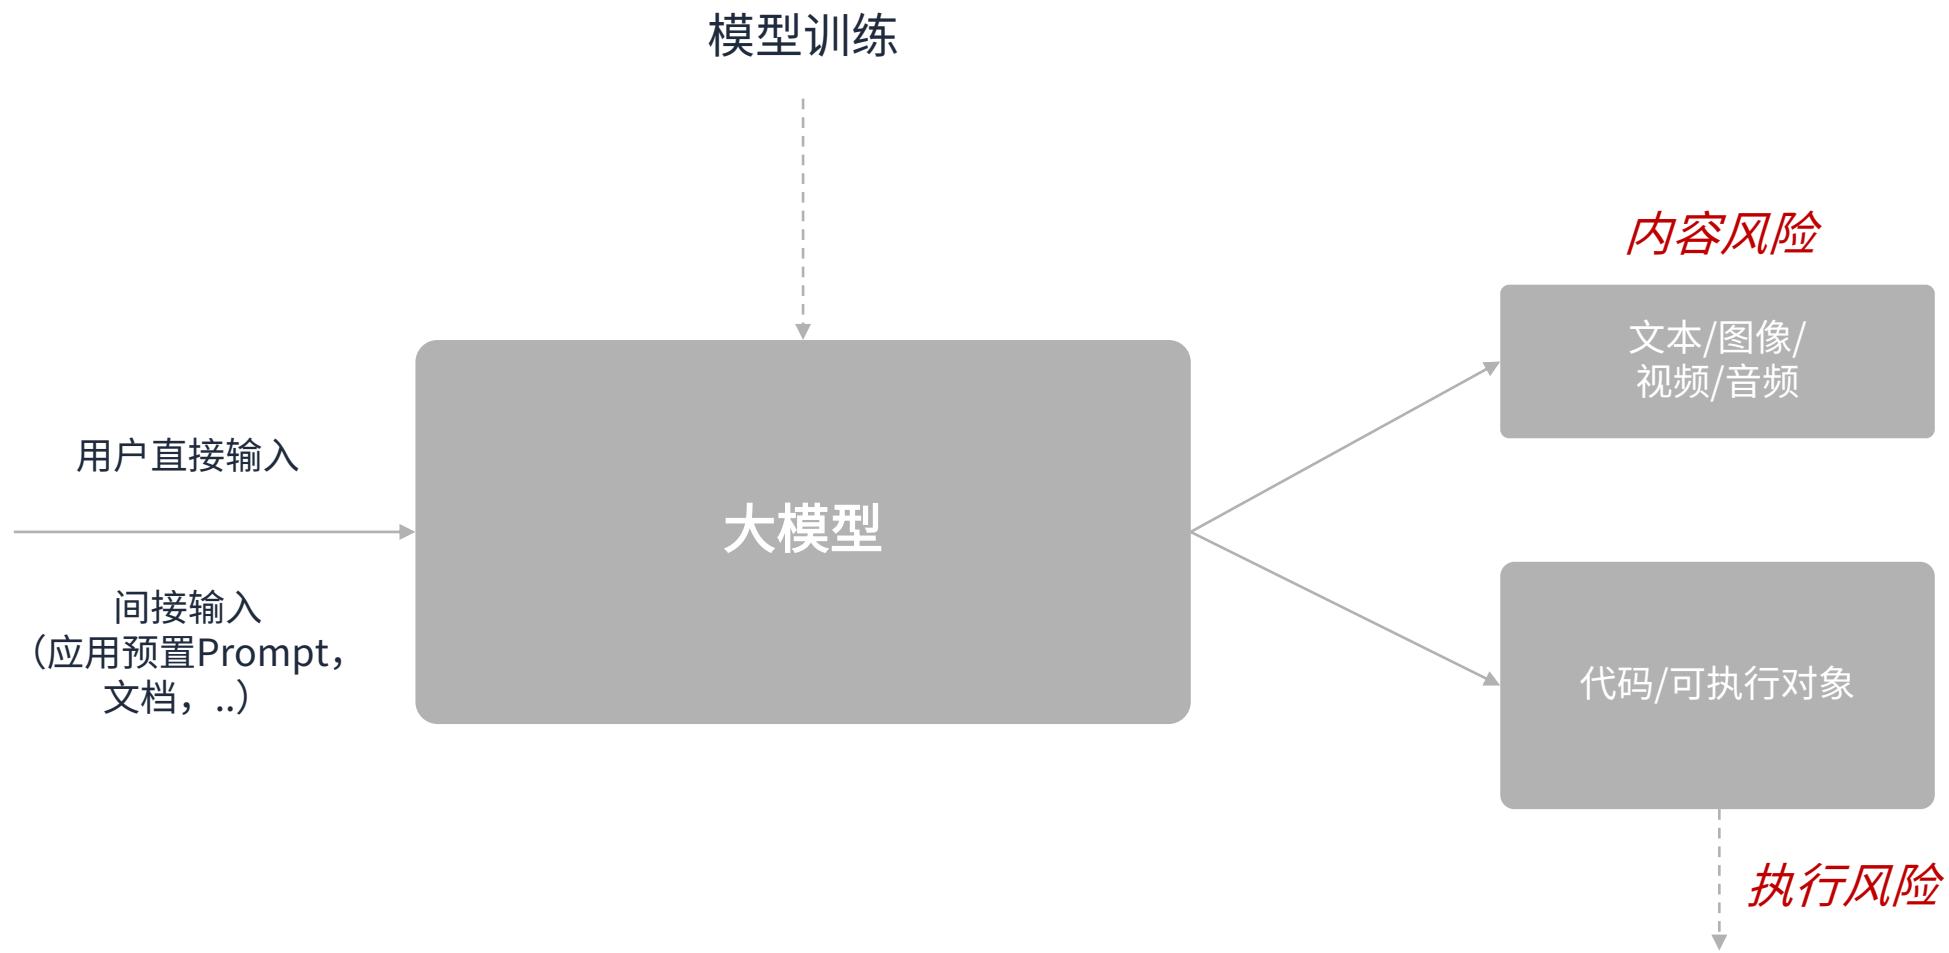 模型训练
内容风险
文本/图像/
视频/音频
用户直接输入
大模型
间接输入
（应用预置Prompt，
文档，..）
代码/可执行对象
执行风险